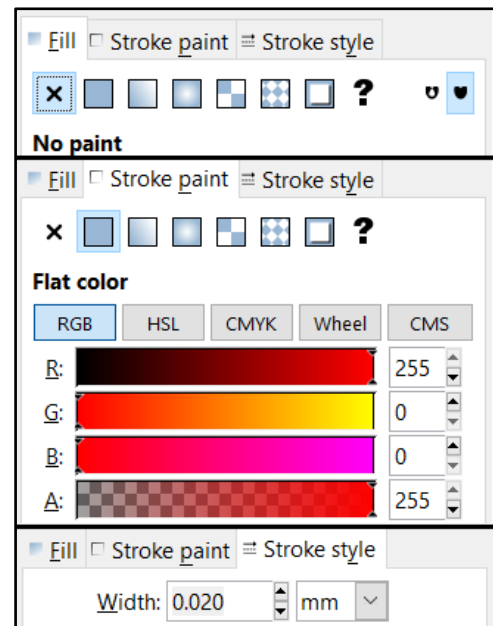 Fill Stroke paint Stroke style
?
No paint
Fill Stroke paint Stroke style
?
Flat color
RGB HSL CMYK Wheel CMS
R: 255
G: 0
B: 0
A: 255
Fill Stroke paint Stroke style
Width: 0.020 mm